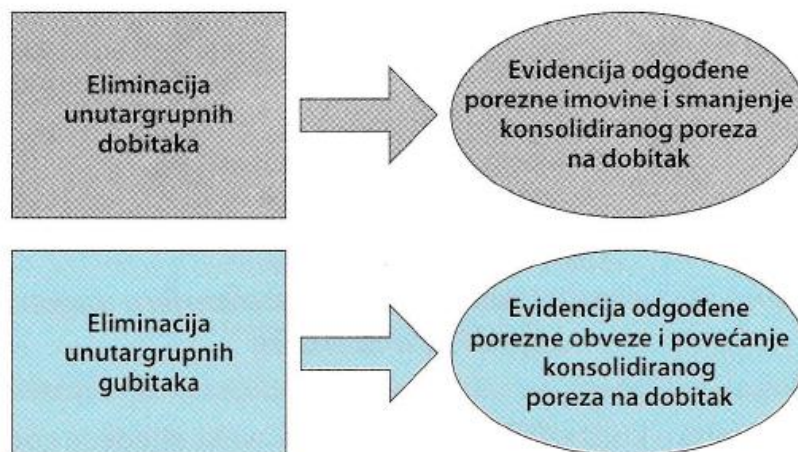 Eliminacija
unutargrupnih
dobitaka
Evidencija odgođene
porezne imovine i smanjenje
konsolidiranog poreza
na dobitak
Eliminacija
unutargrupnih
gubitaka
Evidencija odgođene
porezne obveze i povećanje
konsolidiranog
poreza na dobitak